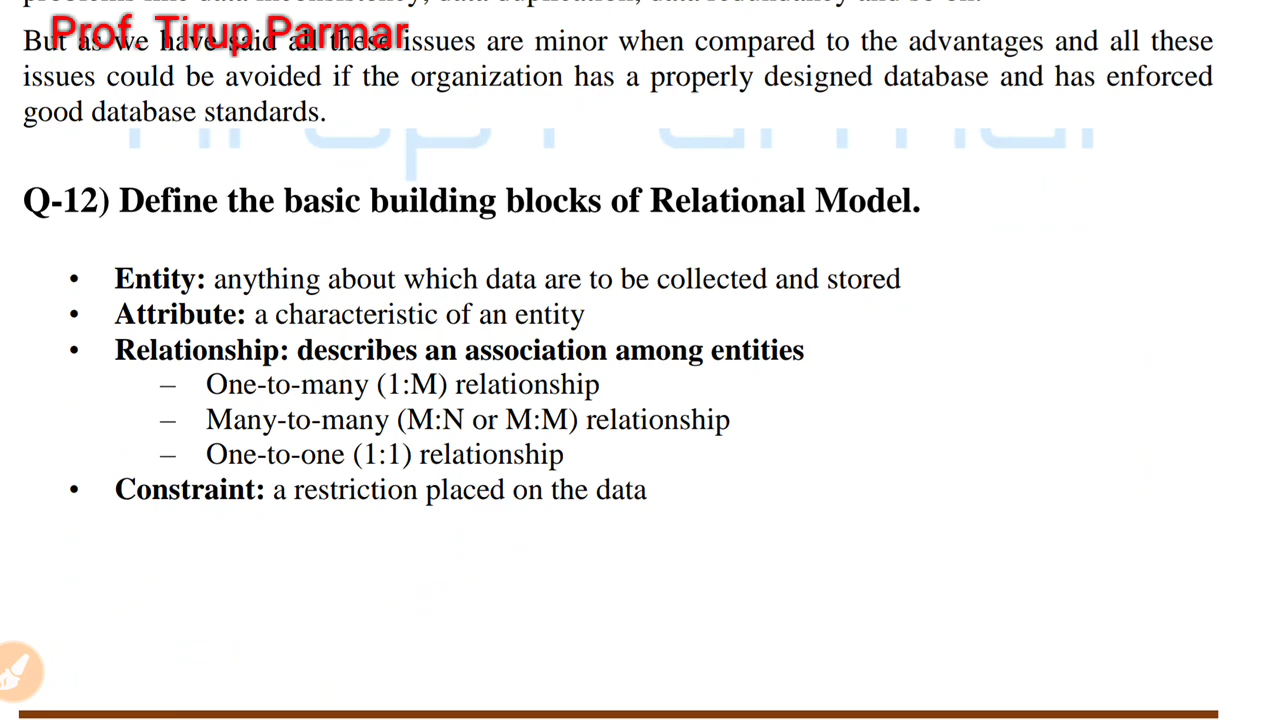 problems like data inconsistency, data duplication, data redundancy and so on.
Prof. Tirup Parmar
But as we have said all these issues are minor when compared to the advantages and all these
issues could be avoided if the organization has a properly designed database and has enforced
good database standards.
Q-12) Define the basic building blocks of Relational Model.
• Entity: anything about which data are to be collected and stored
• Attribute: a characteristic of an entity
• Relationship: describes an association among entities
– One-to-many (1:M) relationship
– Many-to-many (M:N or M:M) relationship
– One-to-one (1:1) relationship
• Constraint: a restriction placed on the data